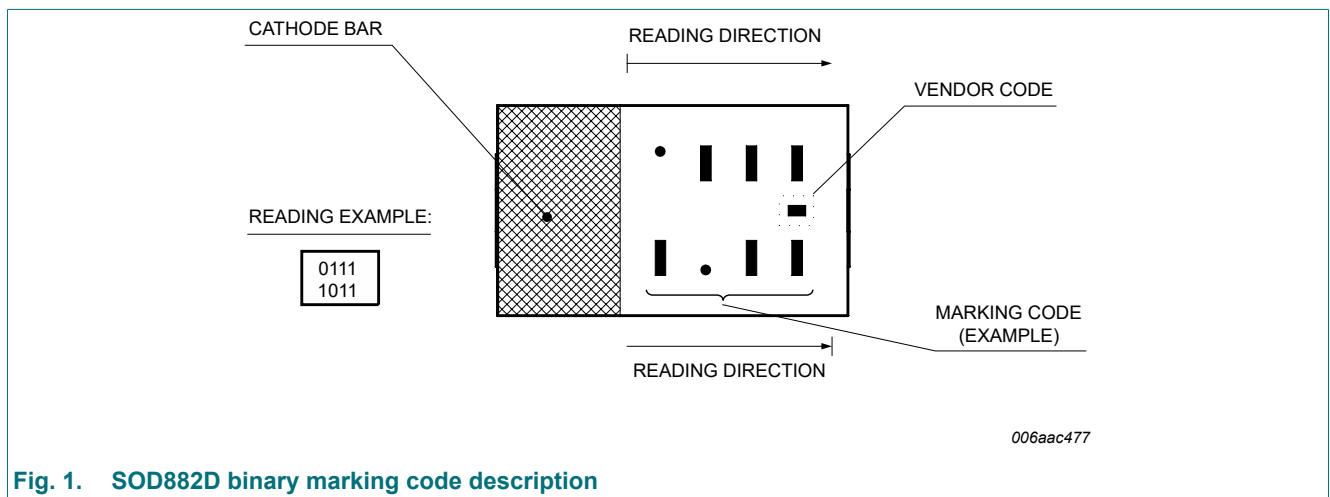 CATHODE BAR
READING DIRECTION
VENDOR CODE
READING EXAMPLE:
0111
1011
MARKING CODE
(EXAMPLE)
READING DIRECTION
006aac477
Fig. 1. SOD882D binary marking code description